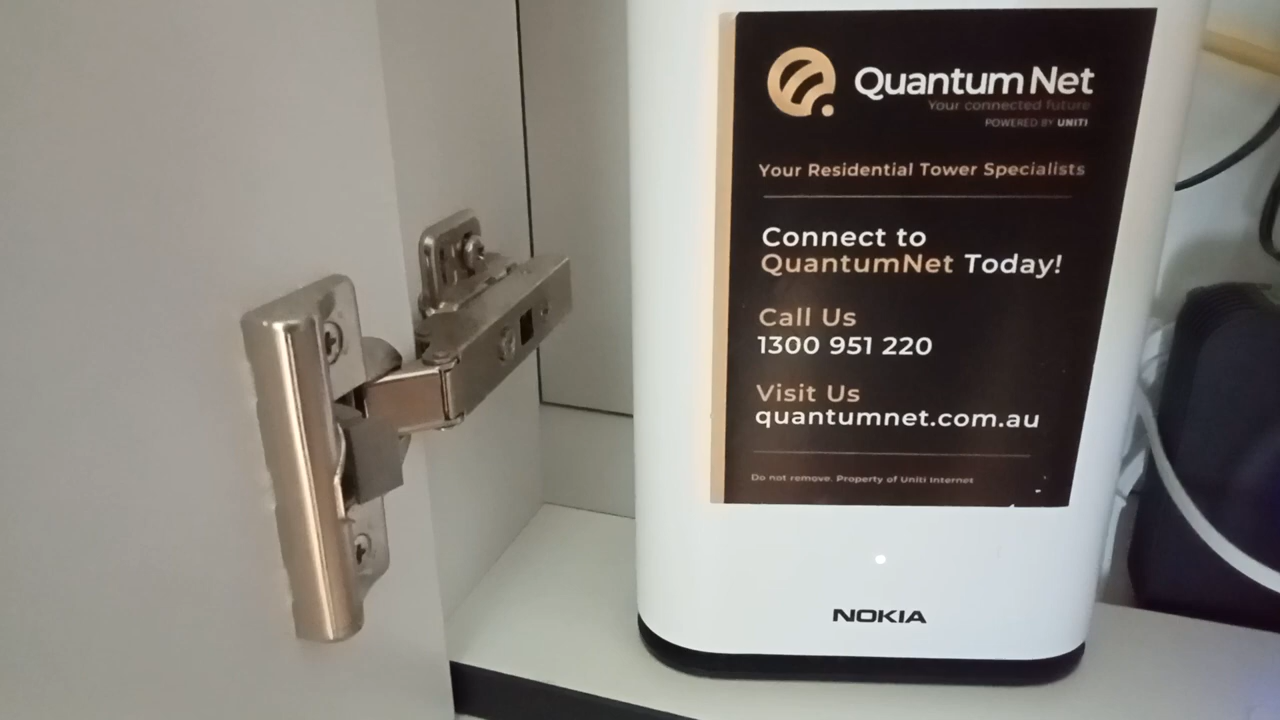 Quantum Net
Your connected future
POWERED BY UNITI
Your Residential Tower Specialists
Connect to
QuantumNet Today!
Call Us
1300 951 220
Visit Us
quantumnet.com.au
Do not remove. Property of Uniti Internet
NOKIA